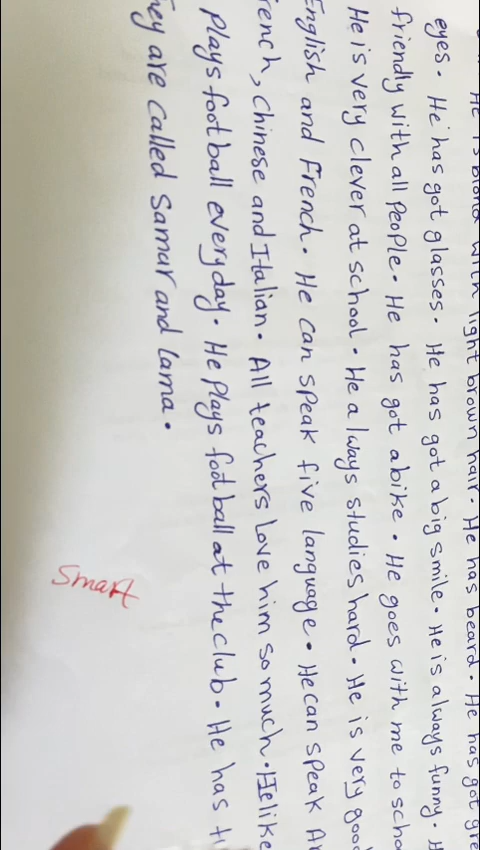 He is blond with light brown hair. He has beard. He has got
eyes. He has got glasses. He has got a big smile. He is always funny.
friendly with all people. He has got a bike. He goes with me to
He is very clever at school. He always studies hard. He is very
English and French. He can speak five language. He can speak
Chinese and Italian. All teachers love him so much. He like
Plays football everyday. He Plays football at the club. He has
are called Samar and lama.
Smart